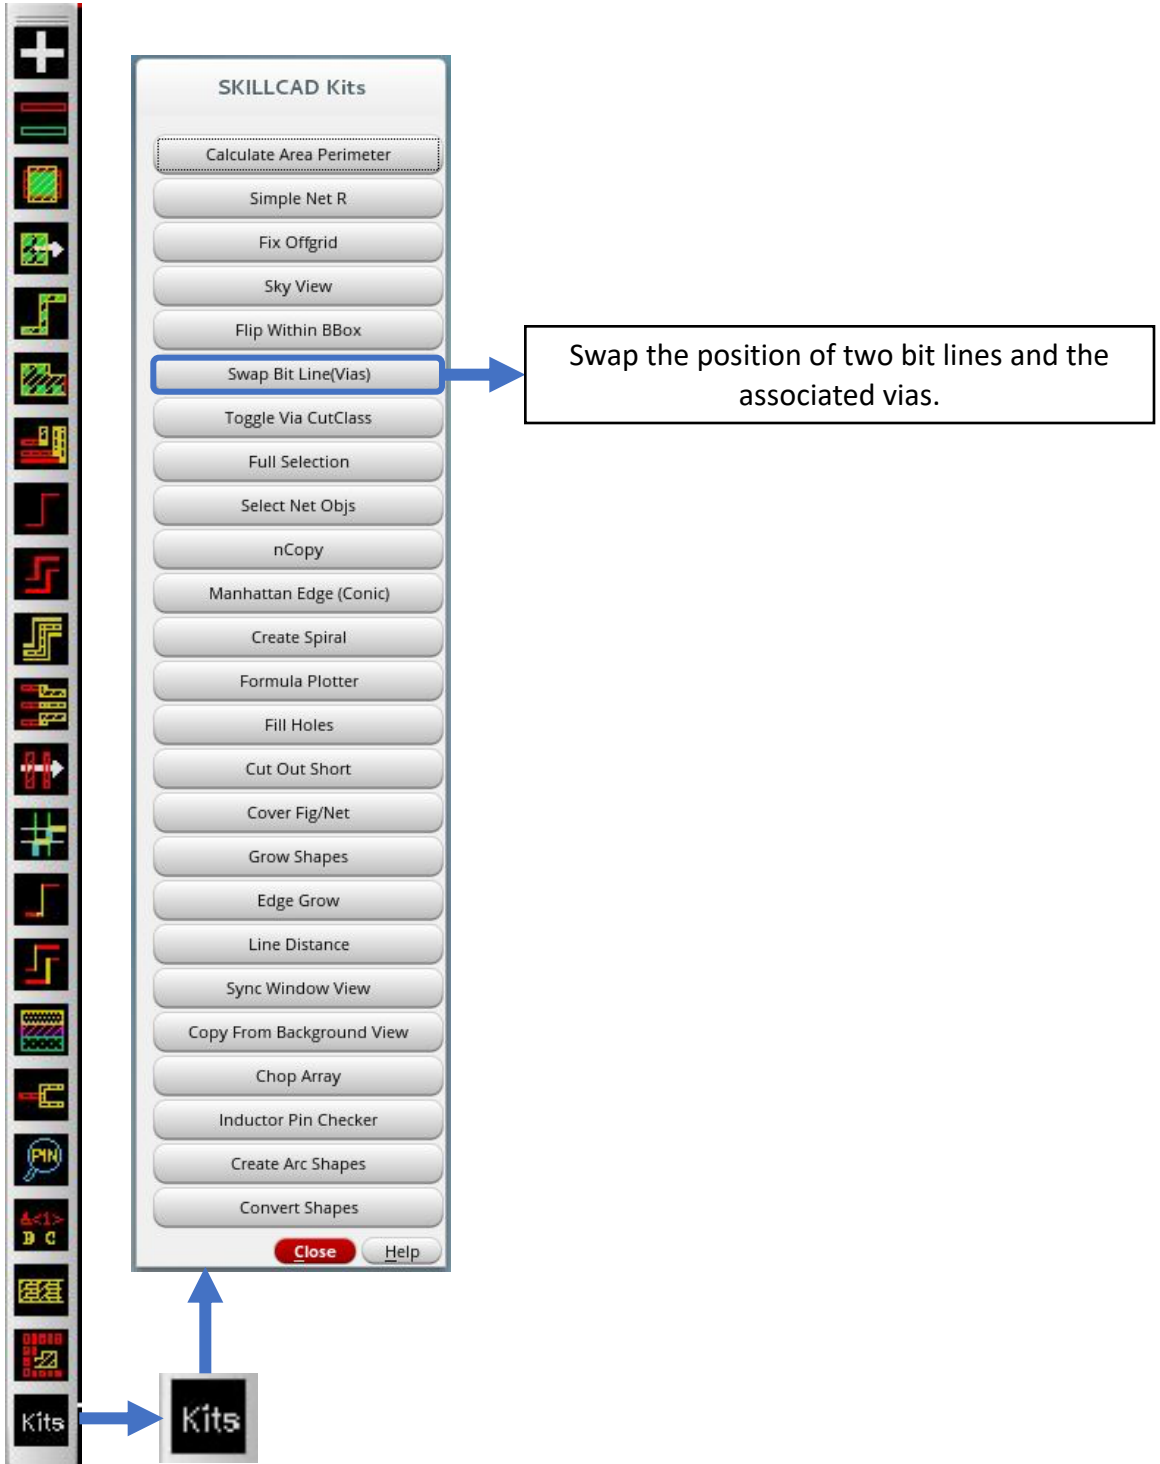 SKILLCAD Kits
Calculate Area Perimeter
Simple Net R
Fix Offgrid
Sky View
Flip Within BBox
Swap Bit Line(Vias)
Toggle Via CutClass
Full Selection
Select Net Objs
nCopy
Manhattan Edge (Conic)
Create Spiral
Formula Plotter
Fill Holes
Cut Out Short
Cover Fig/Net
Grow Shapes
Edge Grow
Line Distance
Sync Window View
Copy From Background View
Chop Array
Inductor Pin Checker
Create Arc Shapes
Convert Shapes
Close Help
Swap the position of two bit lines and the
associated vias.
PIN
A<1>
B C
Kits
Kits